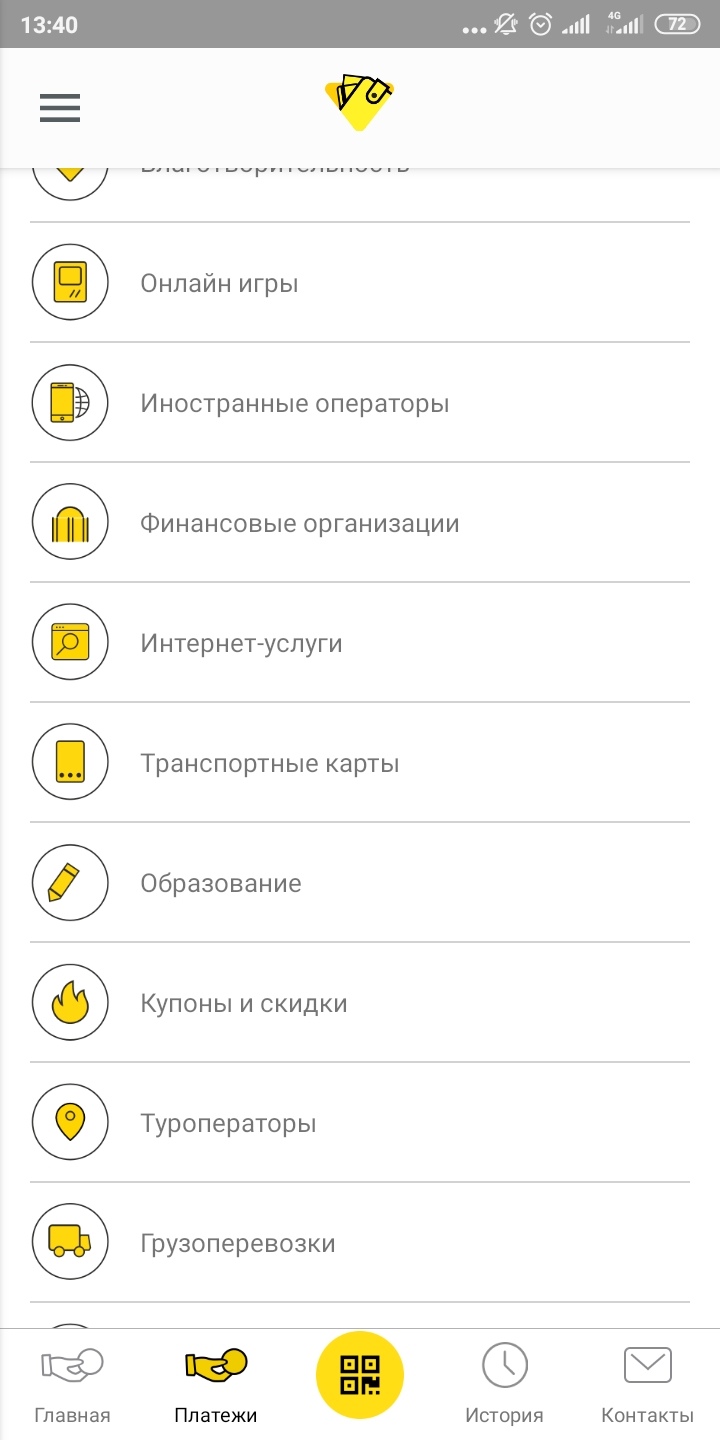 13:40
4G
72
Благотворительность
Онлайн игры
Иностранные операторы
Финансовые организации
Интернет-услуги
Транспортные карты
Образование
Купоны и скидки
Туроператоры
Грузоперевозки
Главная
Платежи
История
Контакты